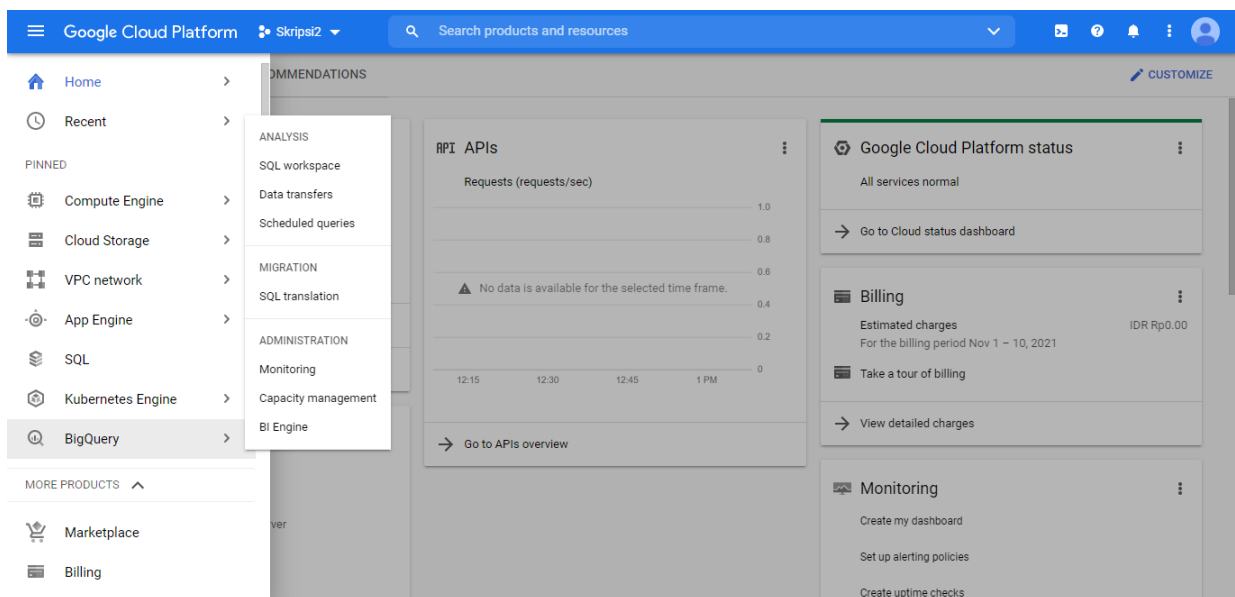 Google Cloud Platform
Skripsi2
Search products and resources
Home
Recent
PINNED
Compute Engine
Cloud Storage
VPC network
App Engine
SQL
Kubernetes Engine
BigQuery
MORE PRODUCTS
Marketplace
Billing
ANALYSIS
SQL workspace
Data transfers
Scheduled queries
MIGRATION
SQL translation
ADMINISTRATION
Monitoring
Capacity management
BI Engine
OMMENDATIONS
CUSTOMIZE
ver
API APIs
Requests (requests/sec)
1.0
0.8
0.6
No data is available for the selected time frame.
0.4
0.2
0
12:15 12:30 12:45 1 PM
Go to APIs overview
Google Cloud Platform status
All services normal
Go to Cloud status dashboard
Billing
Estimated charges IDR Rp0.00
For the billing period Nov 1 – 10, 2021
Take a tour of billing
View detailed charges
Monitoring
Create my dashboard
Set up alerting policies
Create uptime checks